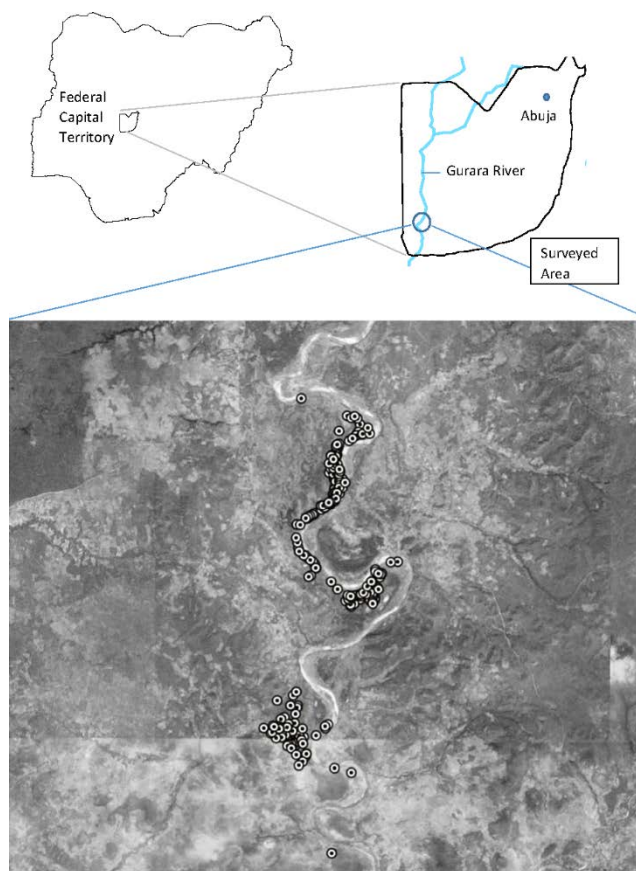 Federal
Capital
Territory
Abuja
Gurara River
Surveyed
Area